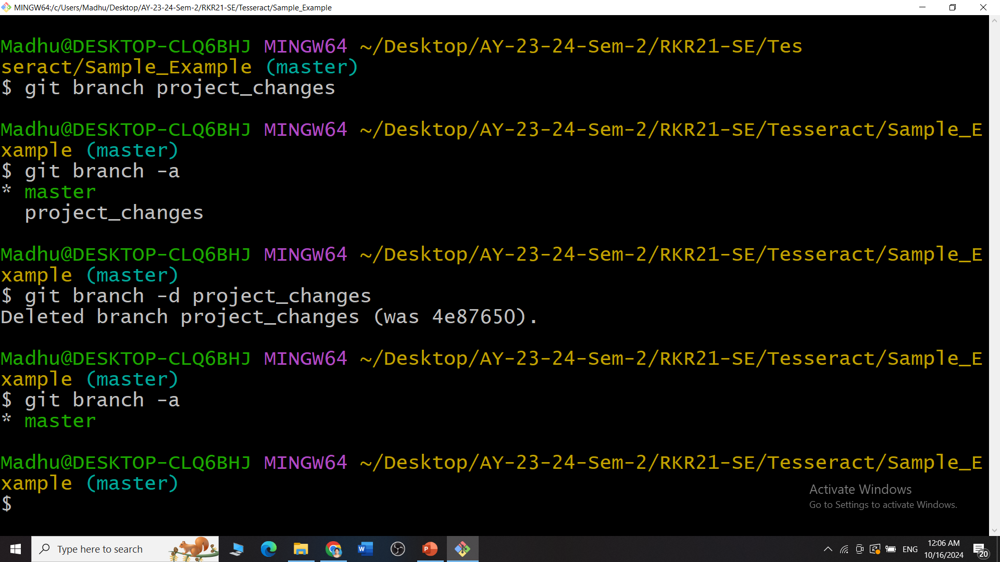 MINGW64:/c/Users/Madhu/Desktop/AY-23-24-Sem-2/RKR21-SE/Tesseract/Sample_Example
Madhu@DESKTOP-CLQ6BHJ MINGW64 ~/Desktop/AY-23-24-Sem-2/RKR21-SE/Tes
seract/Sample_Example (master)
$ git branch project_changes
Madhu@DESKTOP-CLQ6BHJ MINGW64 ~/Desktop/AY-23-24-Sem-2/RKR21-SE/Tesseract/Sample_E
xample (master)
$ git branch -a
* master
project_changes
Madhu@DESKTOP-CLQ6BHJ MINGW64 ~/Desktop/AY-23-24-Sem-2/RKR21-SE/Tesseract/Sample_E
xample (master)
$ git branch -d project_changes
Deleted branch project_changes (was 4e87650).
Madhu@DESKTOP-CLQ6BHJ MINGW64 ~/Desktop/AY-23-24-Sem-2/RKR21-SE/Tesseract/Sample_E
xample (master)
$ git branch -a
* master
Madhu@DESKTOP-CLQ6BHJ MINGW64 ~/Desktop/AY-23-24-Sem-2/RKR21-SE/Tesseract/Sample_E
xample (master)
$
Activate Windows
Go to Settings to activate Windows.
Type here to search
ENG
12:06 AM
10/16/2024
20